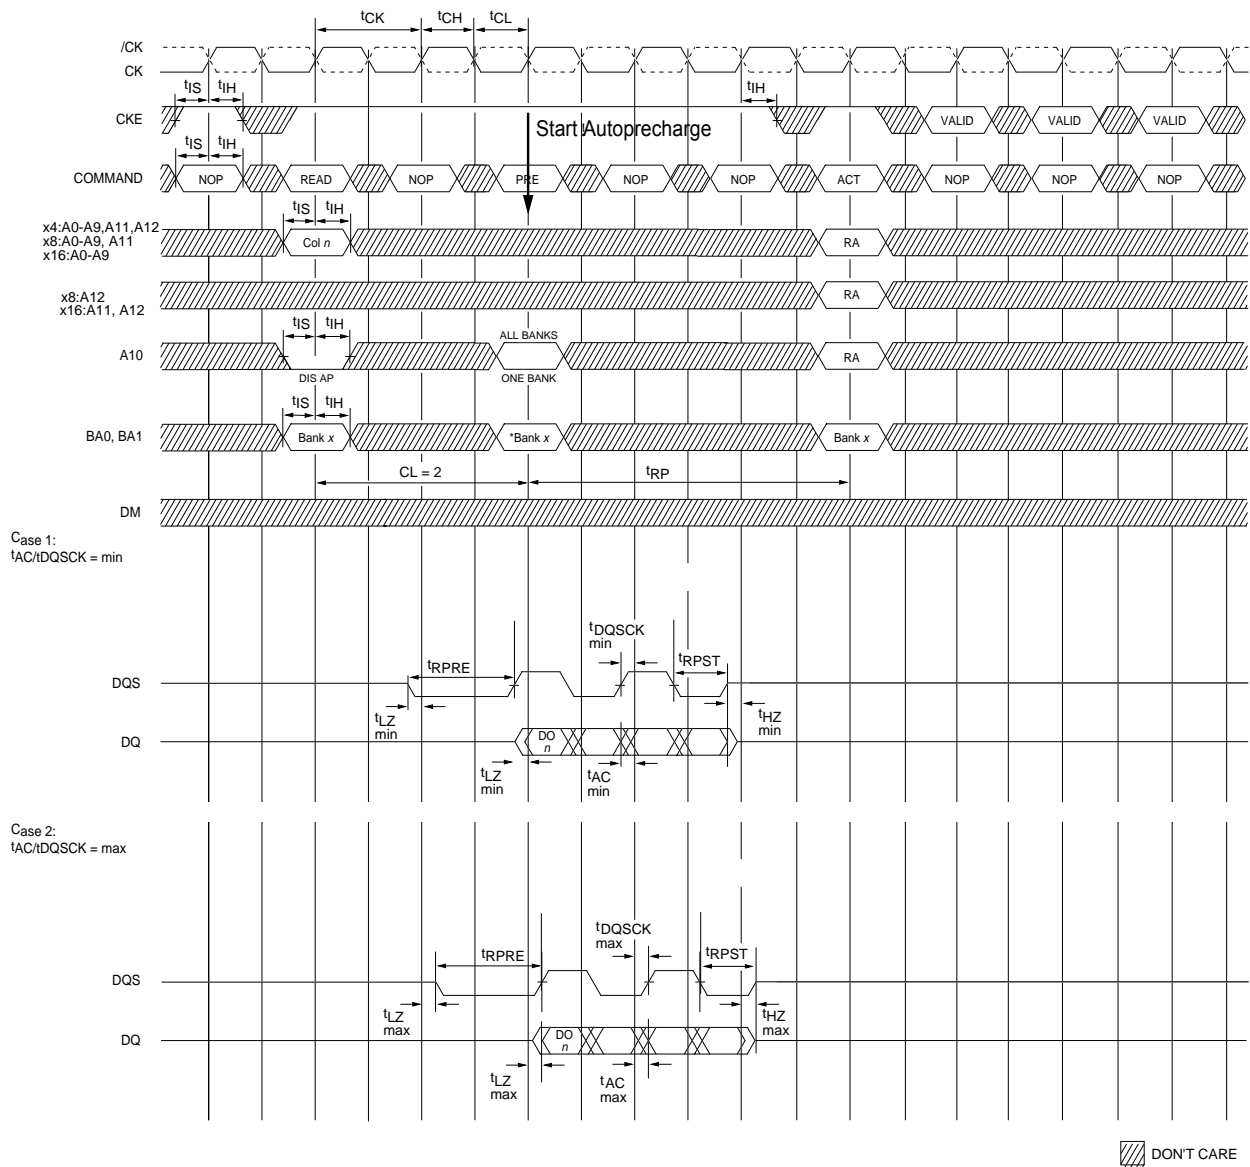 tCK tCH tCL
/CK
CK
tIS tIH tIH
CKE VALID VALID VALID
Start Autoprecharge
tIS tIH
COMMAND NOP READ NOP PRE NOP NOP ACT NOP NOP NOP
tIS tIH
x4:A0-A9,A11,A12
x8:A0-A9, A11
x16:A0-A9
Col n RA
x8:A12
x16:A11, A12
RA
tIS tIH
ALL BANKS
A10 RA
DIS AP ONE BANK
tIS tIH
BA0, BA1 Bank x *Bank x Bank x
CL = 2 tRP
DM
Case 1:
tAC/tDQSCK = min
tDQSCK
min
tRPRE tRPST
DQS
tLZ
min
tHZ
min
DQ DO
n
tLZ
min
tAC
min
Case 2:
tAC/tDQSCK = max
tDQSCK
max
tRPRE tRPST
DQS
tLZ
max
tHZ
max
DQ DO
n
tLZ
max
tAC
max
DON'T CARE